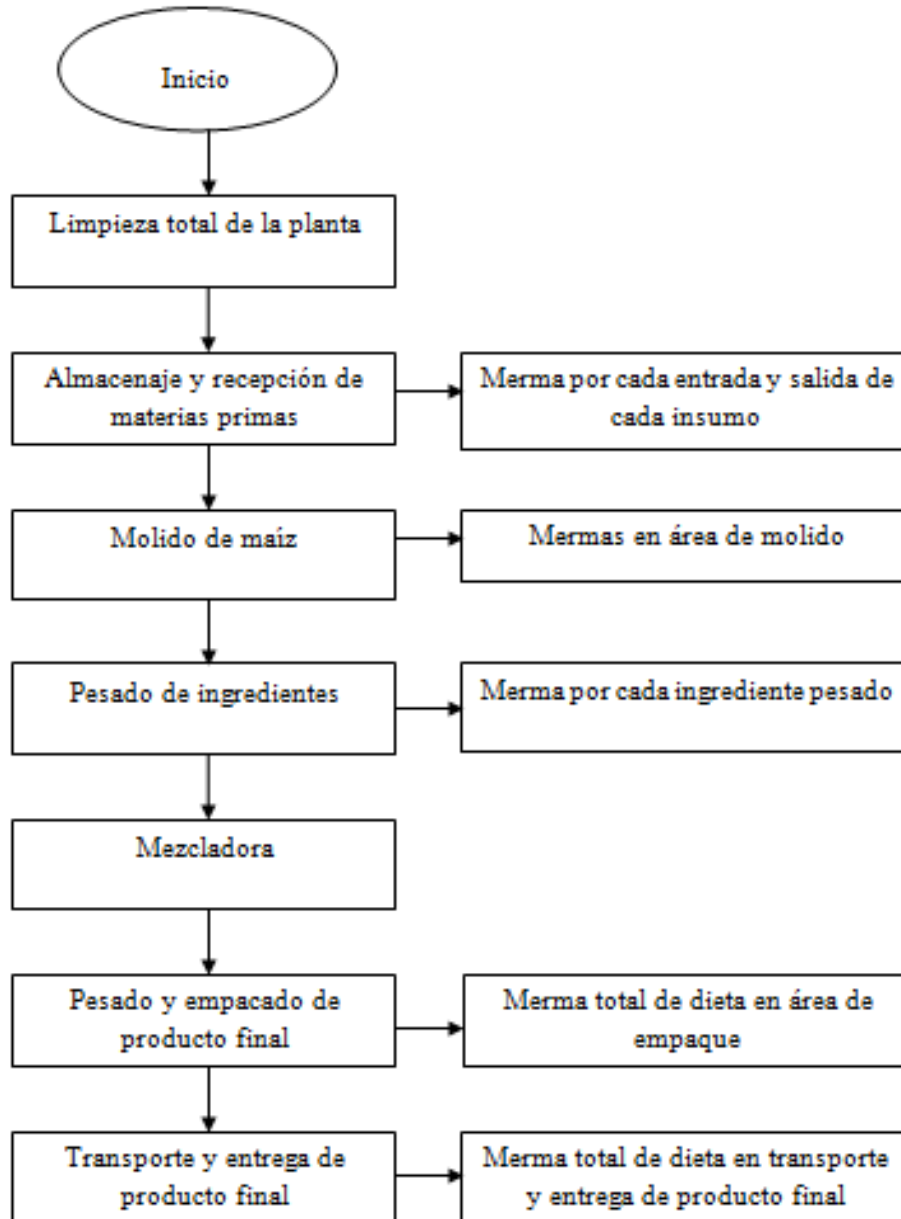 Inicio
Limpieza total de la planta
Almacenaje y recepción de
materias primas
Merma por cada entrada y salida de
cada insumo
Molido de maíz
Mermas en área de molido
Pesado de ingredientes
Merma por cada ingrediente pesado
Mezcladora
Pesado y empacado de
producto final
Merma total de dieta en área de
empaque
Transporte y entrega de
producto final
Merma total de dieta en transporte
y entrega de producto final